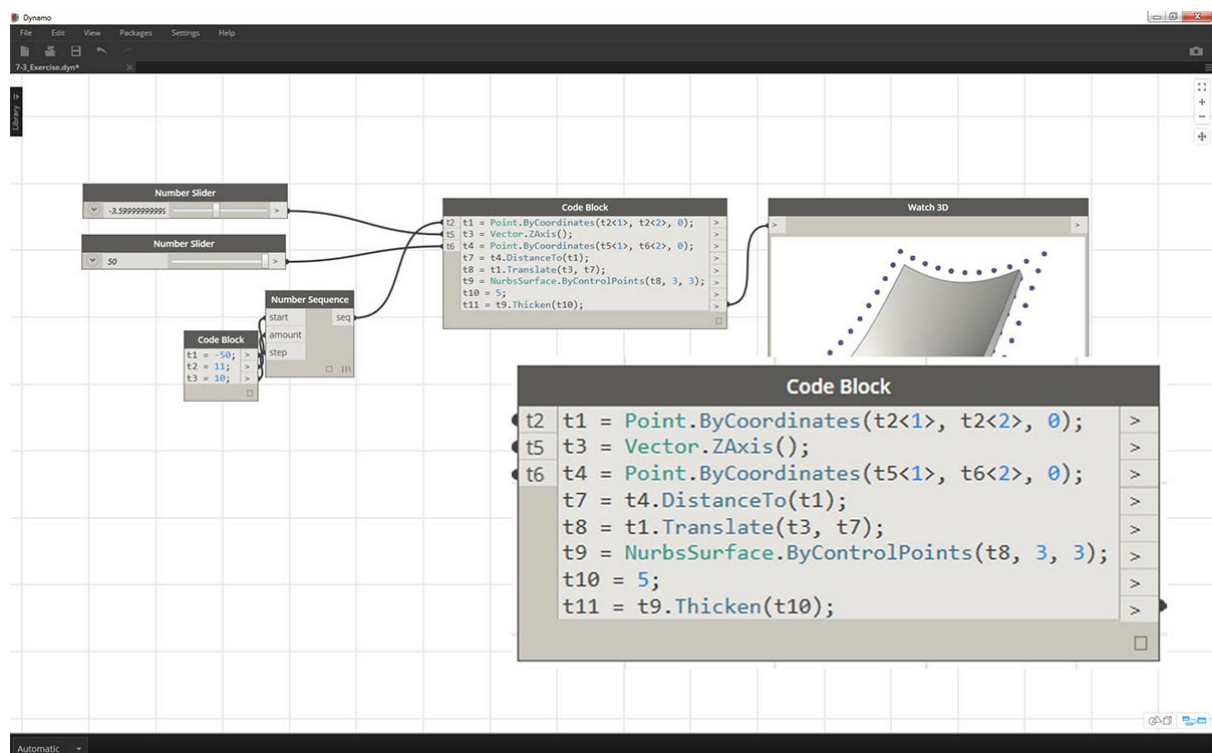 Dynamo
File Edit View Packages Settings Help
7-3_Exercise.dyn*
Library
Number Slider
-3.5999999999
>
Number Slider
50
>
Number Sequence
start seq
amount
step
Code Block
t1 = -50; >
t2 = 11; >
t3 = 10; >
Code Block
t2 t1 = Point.ByCoordinates(t2<1>, t2<2>, 0); >
t5 t3 = Vector.ZAxis(); >
t6 t4 = Point.ByCoordinates(t5<1>, t6<2>, 0); >
t7 = t4.DistanceTo(t1); >
t8 = t1.Translate(t3, t7); >
t9 = NurbsSurface.ByControlPoints(t8, 3, 3); >
t10 = 5; >
t11 = t9.Thicken(t10); >
Watch 3D
> >
Code Block
t2 t1 = Point.ByCoordinates(t2<1>, t2<2>, 0); >
t5 t3 = Vector.ZAxis(); >
t6 t4 = Point.ByCoordinates(t5<1>, t6<2>, 0); >
t7 = t4.DistanceTo(t1); >
t8 = t1.Translate(t3, t7); >
t9 = NurbsSurface.ByControlPoints(t8, 3, 3); >
t10 = 5; >
t11 = t9.Thicken(t10); >
Automatic